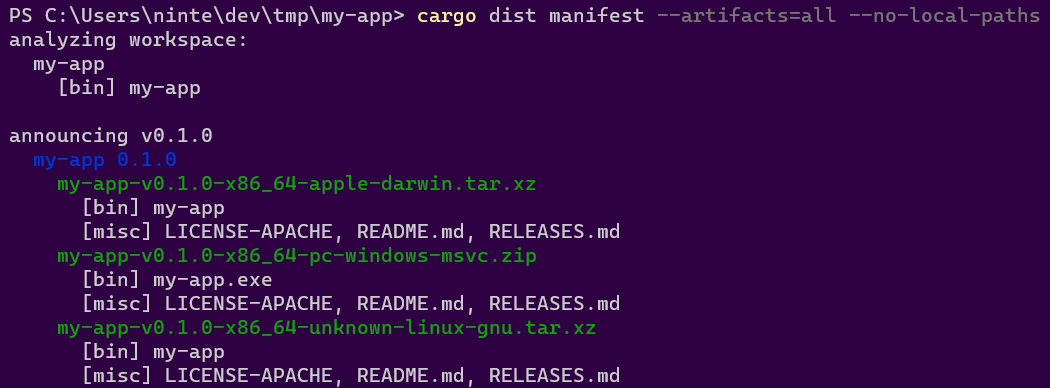 PS C:\Users\ninte\dev\tmp\my-app> cargo dist manifest --artifacts=all --no-local-paths
analyzing workspace:
  my-app
    [bin] my-app

announcing v0.1.0
  my-app 0.1.0
    my-app-v0.1.0-x86_64-apple-darwin.tar.xz
      [bin] my-app
      [misc] LICENSE-APACHE, README.md, RELEASES.md
    my-app-v0.1.0-x86_64-pc-windows-msvc.zip
      [bin] my-app.exe
      [misc] LICENSE-APACHE, README.md, RELEASES.md
    my-app-v0.1.0-x86_64-unknown-linux-gnu.tar.xz
      [bin] my-app
      [misc] LICENSE-APACHE, README.md, RELEASES.md